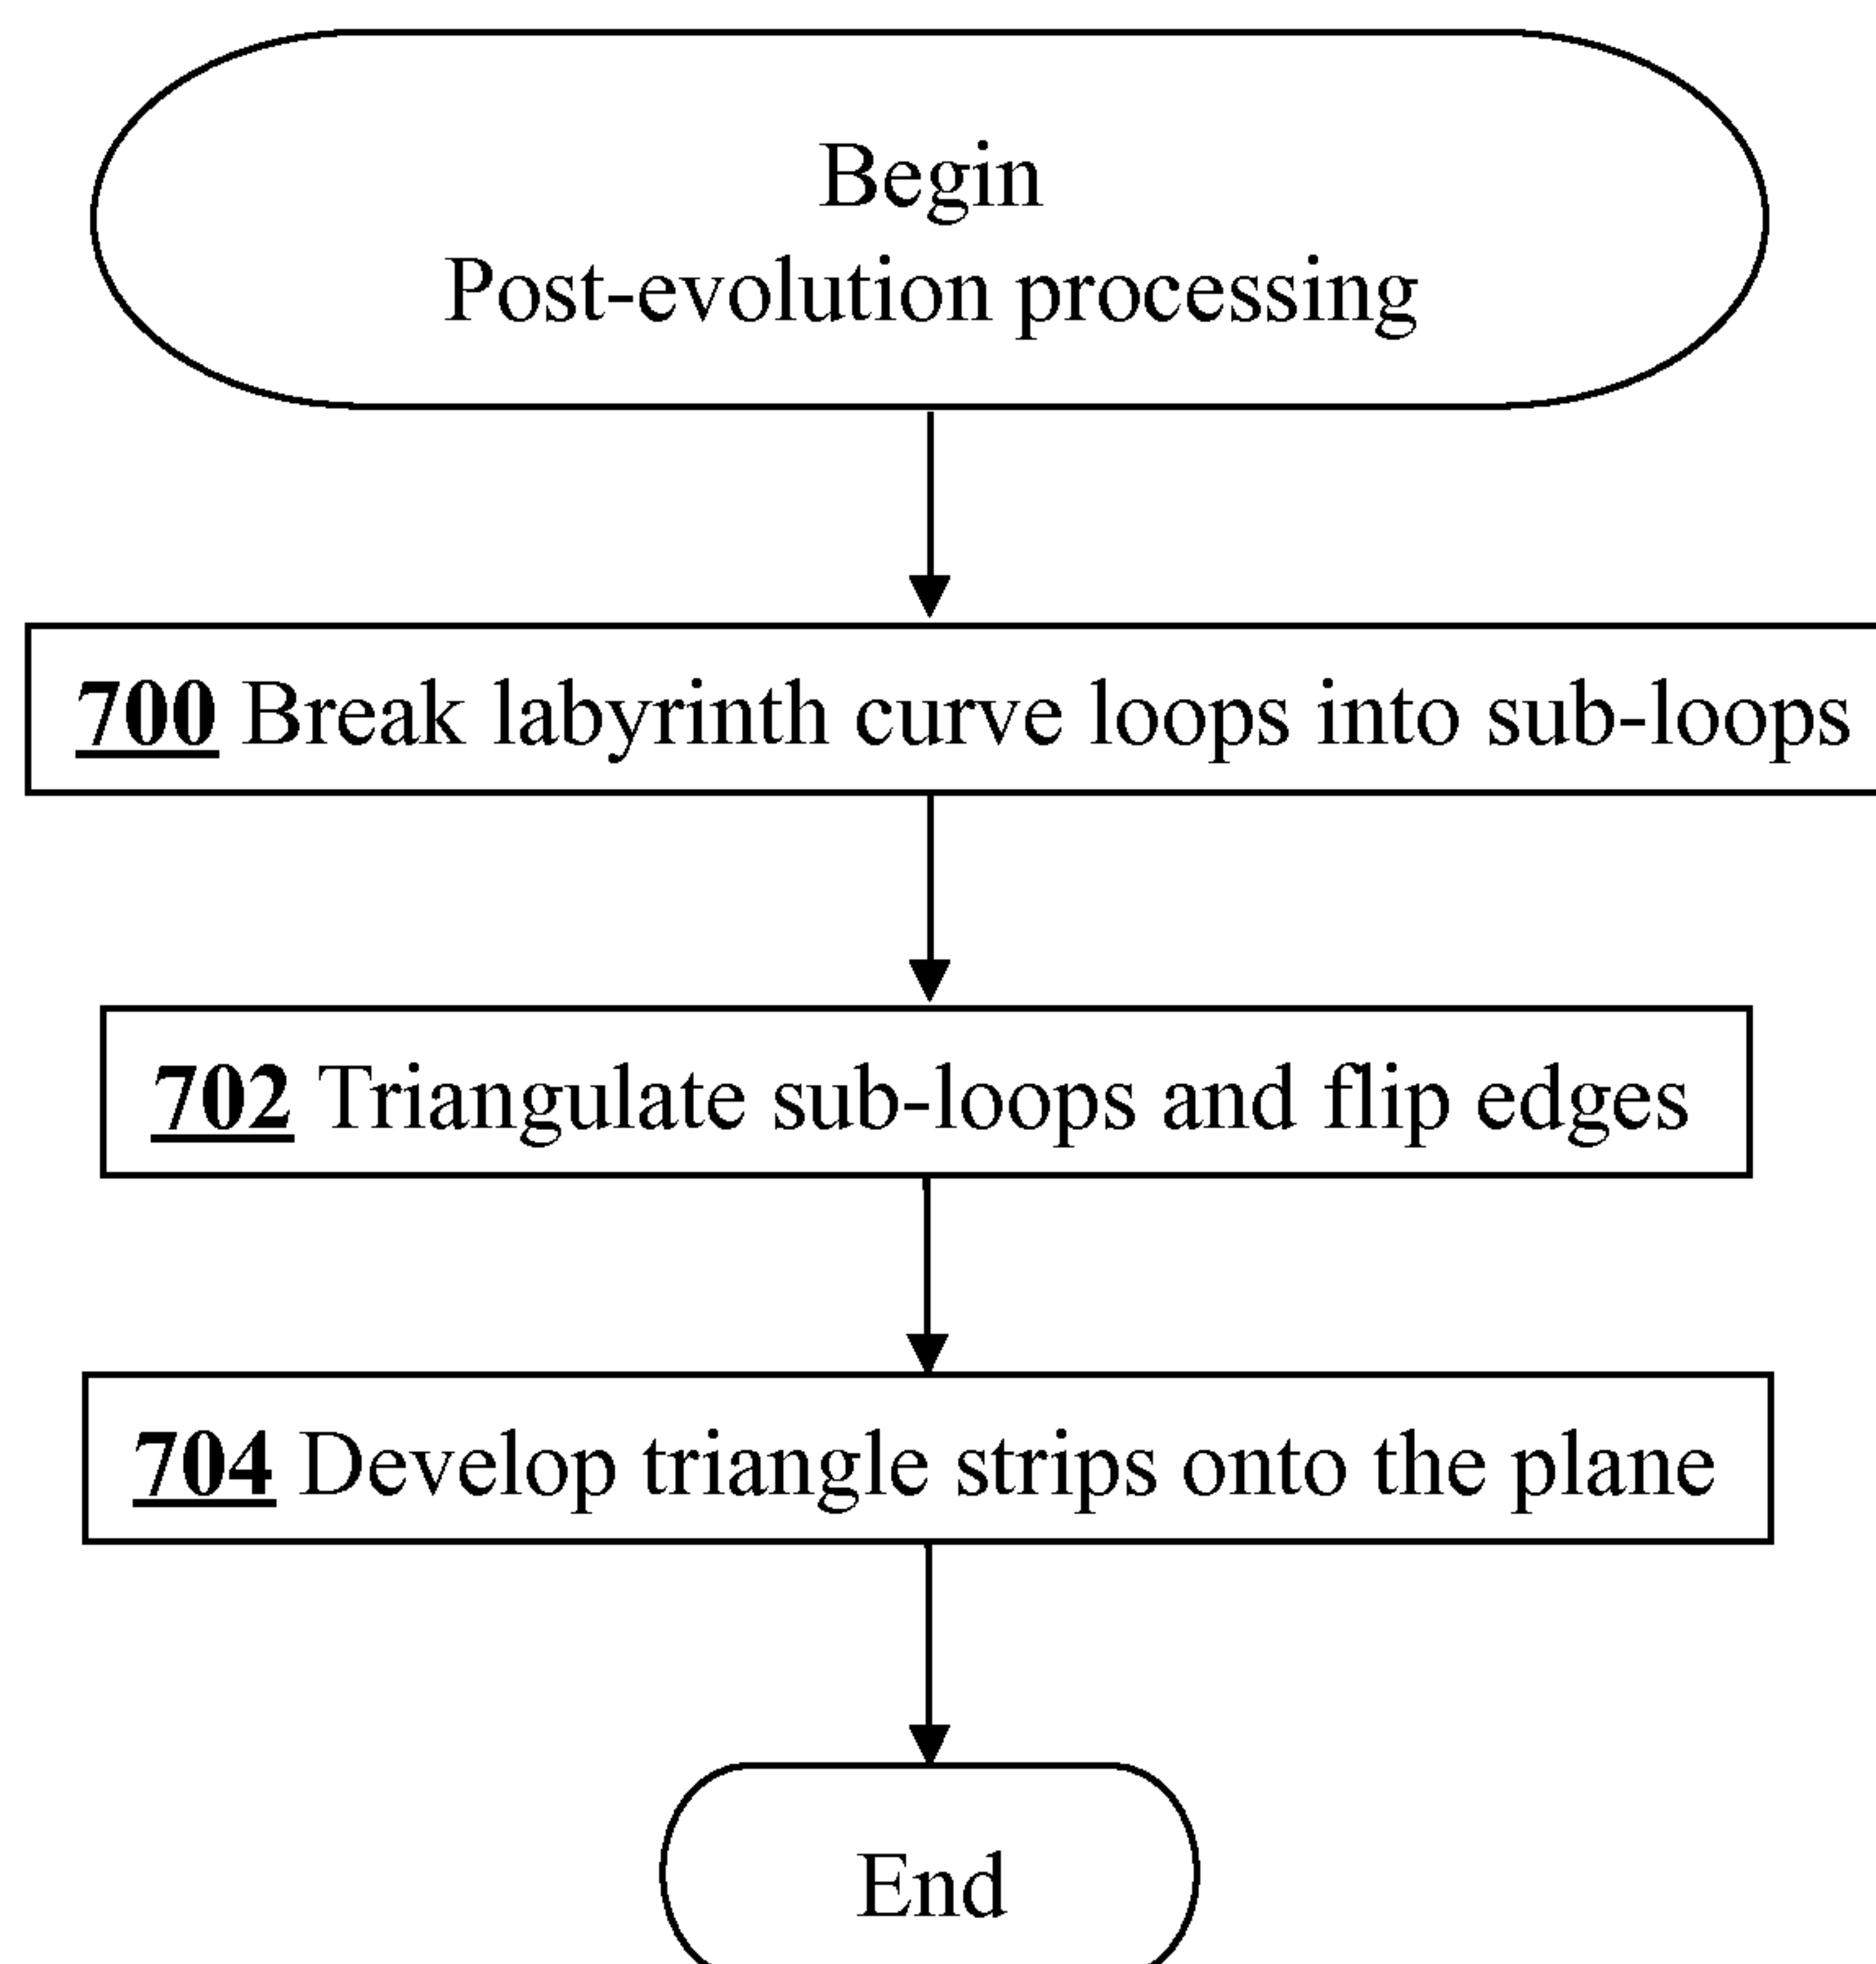 Begin
Post-evolution processing
700 Break labyrinth curve loops into sub-loops
702 Triangulate sub-loops and flip edges
704 Develop triangle strips onto the plane
End